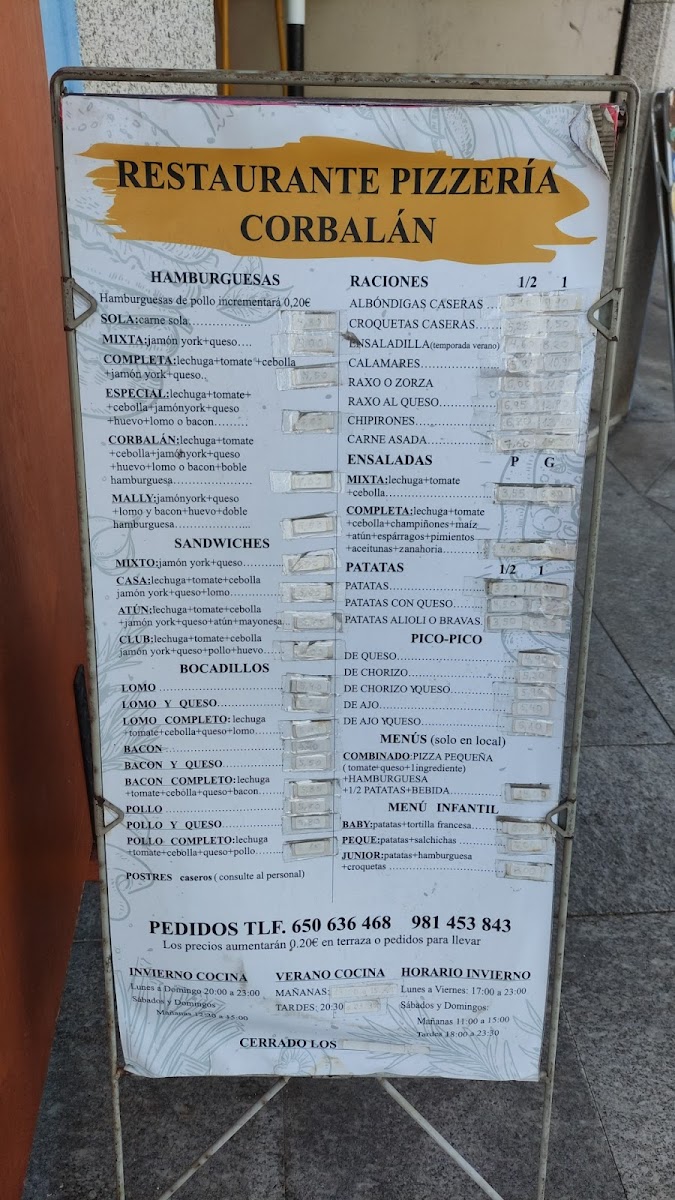 RESTAURANTE PIZZERÍA
CORBALÁN
HAMBURGUESAS
Hamburguesas de pollo incrementará 0,20€
SOLA:carne sola
MIXTA:jamón york+queso
COMPLETA:lechuga+tomate+cebolla
+jamón york+queso
ESPECIAL:lechuga+tomate+
+cebolla+jamónyork+queso
+huevo+lomo o bacon
CORBALÁN:lechuga+tomate
+cebolla+jamónyork+queso
+huevo+lomo o bacon+boble
hamburguesa
MALLY:jamónyork+queso
+lomo y bacon+huevo+doble
hamburguesa
SANDWICHES
MIXTO:jamón york+queso
CASA:lechuga+tomate+cebolla
jamón york+queso+lomo
ATÚN:lechuga+tomate+cebolla
+jamón york+queso+atún+mayonesa
CLUB:lechuga+tomate+cebolla
jamón york+queso+pollo+huevo
BOCADILLOS
LOMO
LOMO Y QUESO
LOMO COMPLETO:lechuga
+tomate+cebolla+queso+lomo
BACON
BACON Y QUESO
BACON COMPLETO:lechuga
+tomate+cebolla+queso+bacon
POLLO
POLLO Y QUESO
POLLO COMPLETO:lechuga
+tomate+cebolla+queso+pollo
POSTRES caseros ( consulte al personal)
RACIONES 1/2 1
ALBÓNDIGAS CASERAS
CROQUETAS CASERAS
ENSALADILLA(temporada verano)
CALAMARES
RAXO O ZORZA
RAXO AL QUESO
CHIPIRONES
CARNE ASADA
ENSALADAS P G
MIXTA:lechuga+tomate
+cebolla
COMPLETA:lechuga+tomate
+cebolla+champiñones+maíz
+atún+espárragos+pimientos
+aceitunas+zanahoria
PATATAS 1/2 1
PATATAS
PATATAS CON QUESO
PATATAS ALIOLI O BRAVAS
PICO-PICO
DE QUESO
DE CHORIZO
DE CHORIZO YQUESO
DE AJO
DE AJO YQUESO
MENÚS (solo en local)
COMBINADO:PIZZA PEQUEÑA
( tomate+queso+1ingrediente)
+HAMBURGUESA
+1/2 PATATAS+BEBIDA
MENÚ INFANTIL
BABY:patatas+tortilla francesa
PEQUE:patatas+salchichas
JUNIOR:patatas+hamburguesa
+croquetas
PEDIDOS TLF. 650 636 468 981 453 843
Los precios aumentarán 0.20€ en terraza o pedidos para llevar
INVIERNO COCINA
Lunes a Domingo 20:00 a 23:00
Sábados y Domingos
Mañanas 12:30 a 15:00
VERANO COCINA
MAÑANAS:
TARDES: 20:30
HORARIO INVIERNO
Lunes a Viernes: 17:00 a 23:00
Sábados y Domingos:
Mañanas 11:00 a 15:00
Tardes 18:00 a 23:30
CERRADO LOS